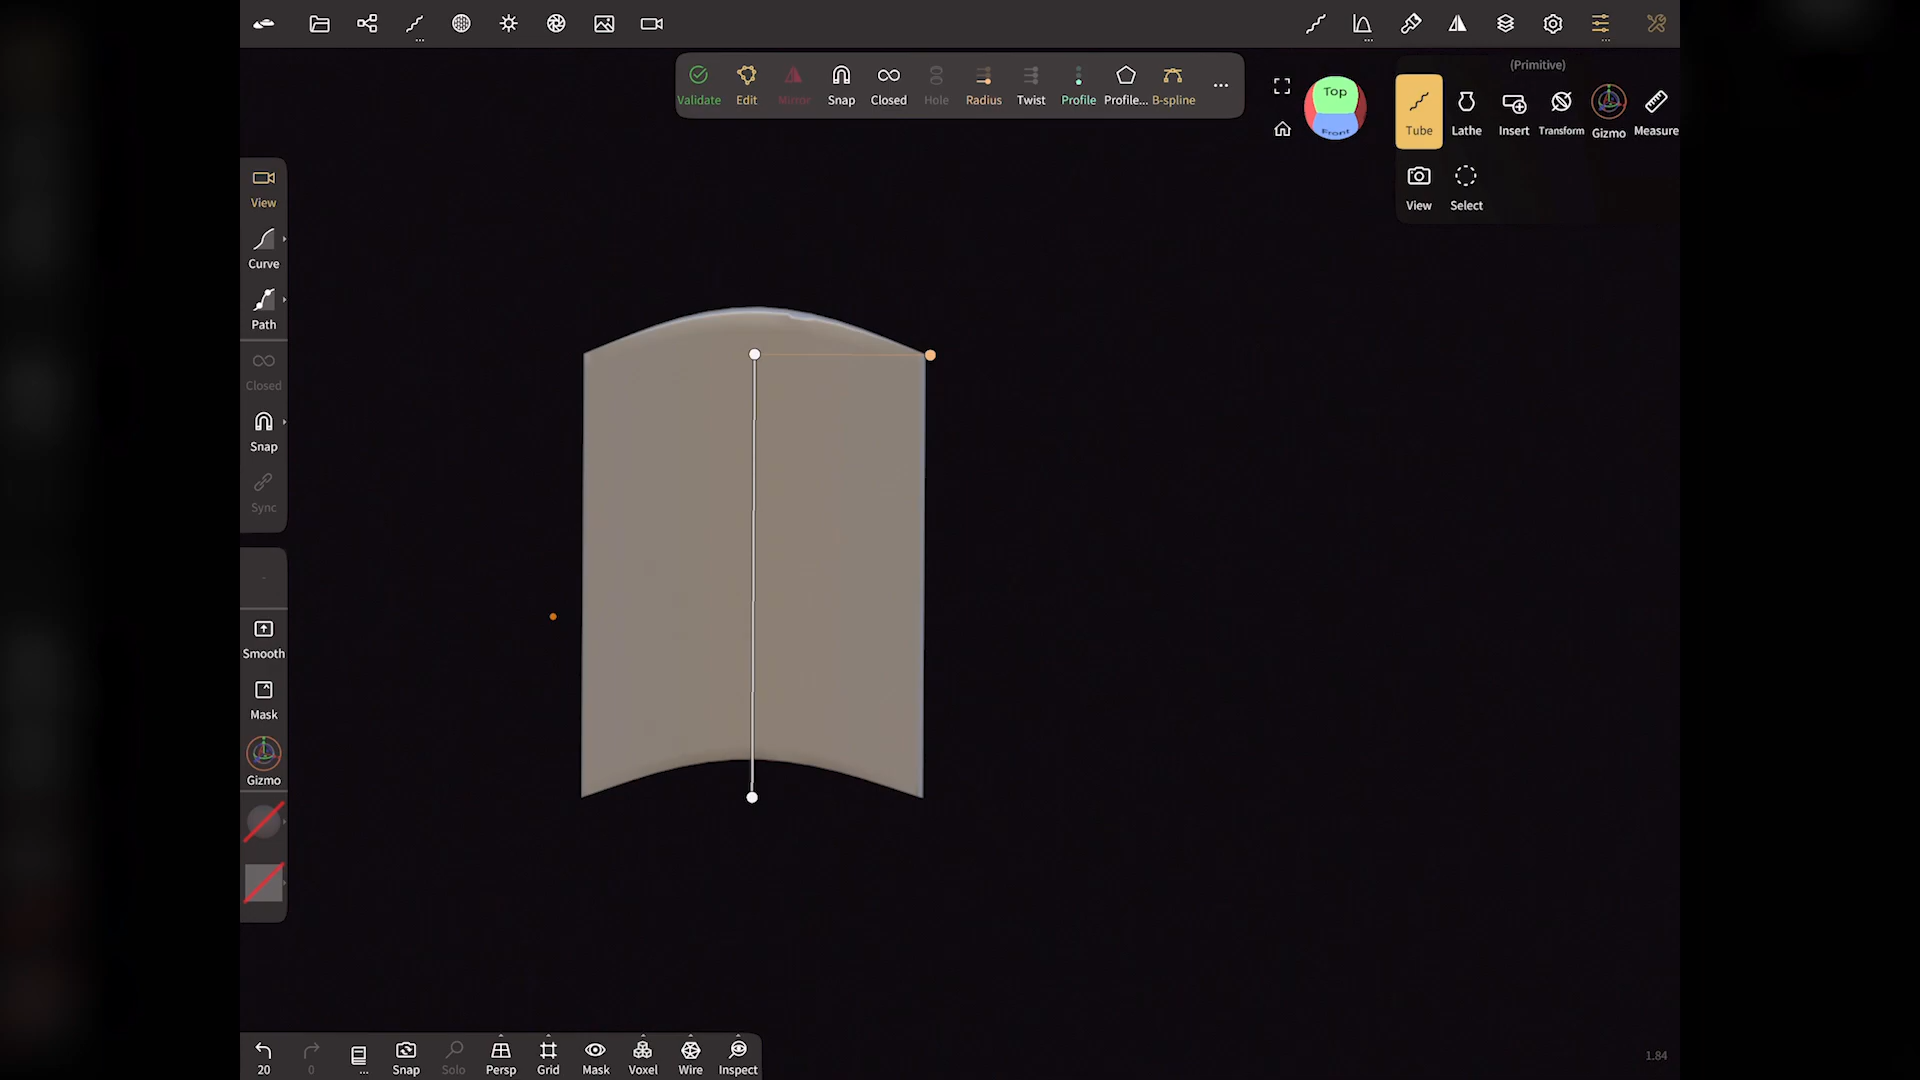 (Primitive)
Validate Edit Mirror Snap Closed Hole Radius Twist Profile Profile... B-spline ...
Top
Front
Tube Lathe Insert Transform Gizmo Measure
View Select
View
Curve
Path
Closed
Snap
Sync
-
Smooth
Mask
Gizmo
20 0 ... Snap Solo Persp Grid Mask Voxel Wire Inspect
1.84